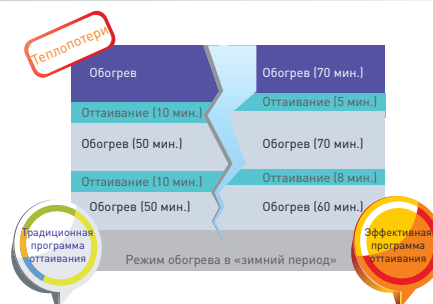 Теплопотери
Обогрев
Обогрев (70 мин.)
Оттаивание (10 мин.)
Оттаивание (5 мин.)
Обогрев (50 мин.)
Обогрев (70 мин.)
Оттаивание (10 мин.)
Оттаивание (8 мин.)
Обогрев (50 мин.)
Обогрев (60 мин.)
Традиционная
программа
оттаивания
Эффективная
программа
оттаивания
Режим обогрева в «зимний период»